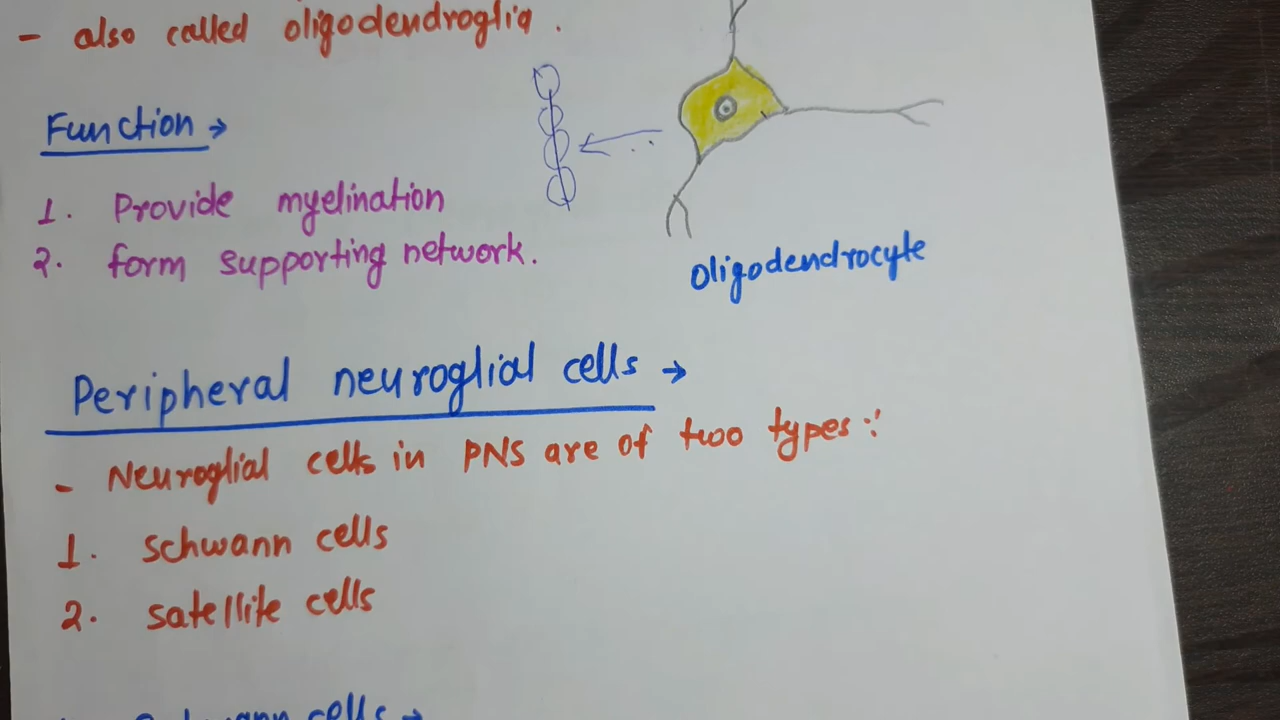 - also called oligodendroglia.
Function →
1. Provide myelination
2. form supporting network.
Oligodendrocyte
Peripheral neuroglial cells →
- Neuroglial cells in PNS are of two types:
1. Schwann cells
2. Satellite cells
cells →